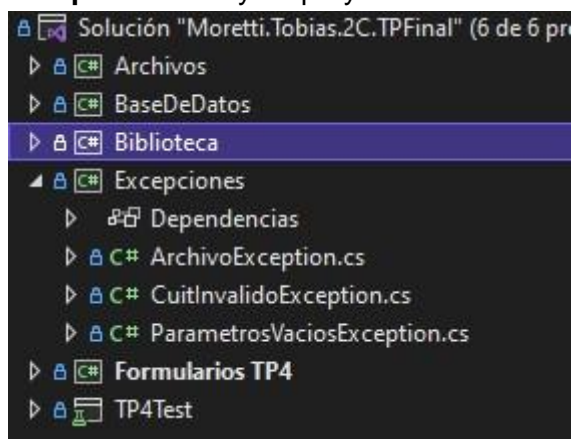 Solución "Moretti.Tobias.2C.TPFinal" (6 de 6 pr
C# Archivos
C# BaseDeDatos
C# Biblioteca
C# Excepciones
Dependencias
C# ArchivoException.cs
C# CuitInvalidoException.cs
C# ParametrosVaciosException.cs
C# Formularios TP4
TP4Test